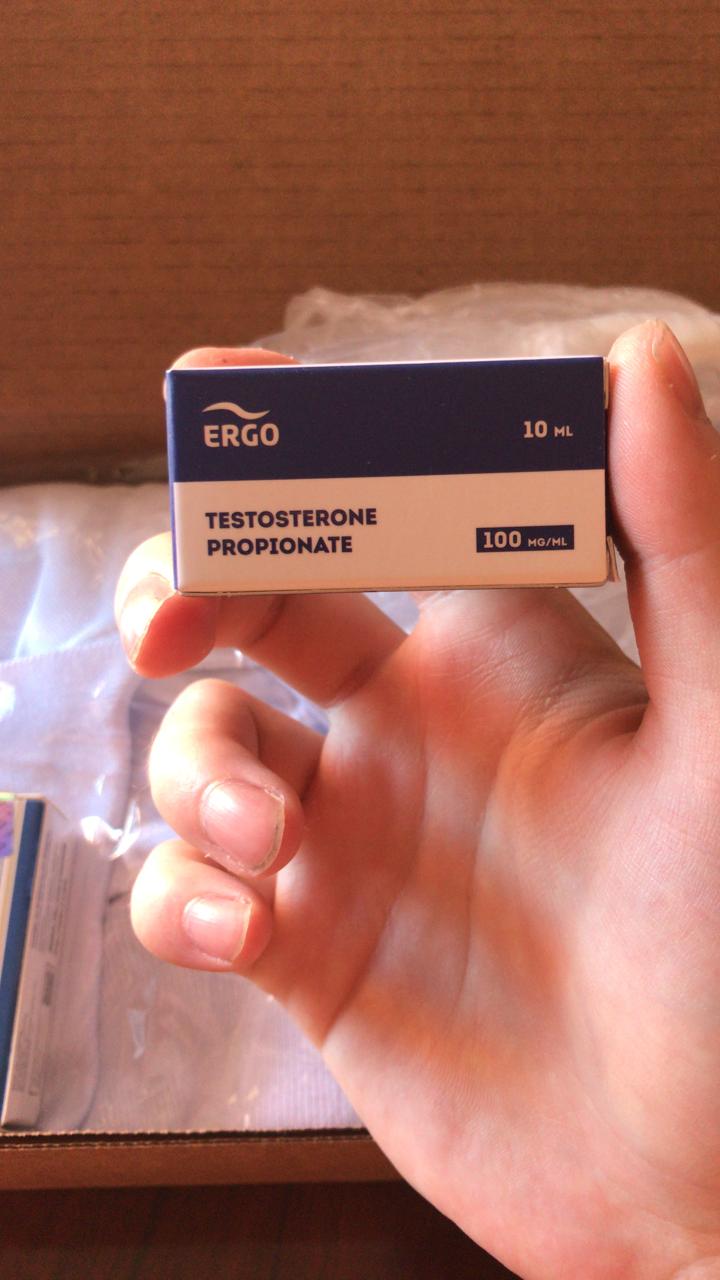 ERGO
10 ML
TESTOSTERONE
PROPIONATE
100 MG/ML